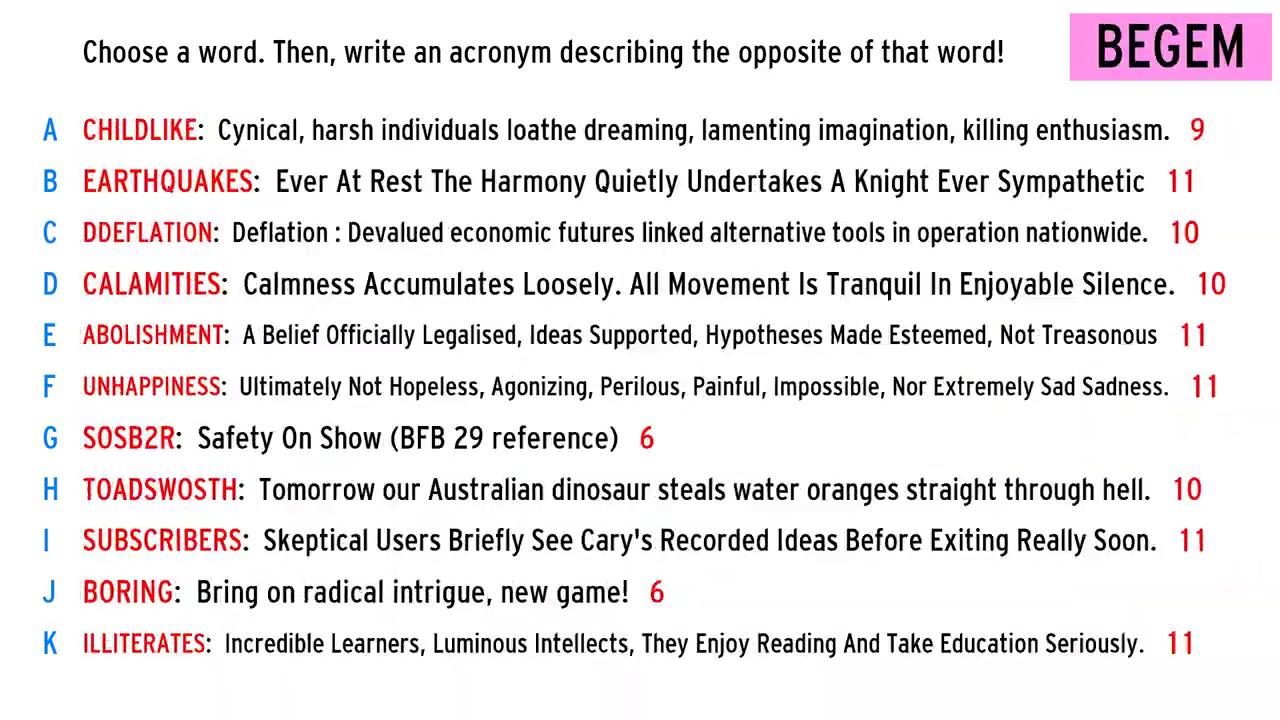 Choose a word. Then, write an acronym describing the opposite of that word!
BEGEM
A CHILDLIKE: Cynical, harsh individuals loathe dreaming, lamenting imagination, killing enthusiasm. 9
B EARTHQUAKES: Ever At Rest The Harmony Quietly Undertakes A Knight Ever Sympathetic 11
C DDEFLATION: Deflation : Devalued economic futures linked alternative tools in operation nationwide. 10
D CALAMITIES: Calmness Accumulates Loosely. All Movement Is Tranquil In Enjoyable Silence. 10
E ABOLISHMENT: A Belief Officially Legalised, Ideas Supported, Hypotheses Made Esteemed, Not Treasonous 11
F UNHAPPINESS: Ultimately Not Hopeless, Agonizing, Perilous, Painful, Impossible, Nor Extremely Sad Sadness. 11
G SOSB2R: Safety On Show (BFB 29 reference) 6
H TOADSWOSTH: Tomorrow our Australian dinosaur steals water oranges straight through hell. 10
I SUBSCRIBERS: Skeptical Users Briefly See Cary's Recorded Ideas Before Exiting Really Soon. 11
J BORING: Bring on radical intrigue, new game! 6
K ILLITERATES: Incredible Learners, Luminous Intellects, They Enjoy Reading And Take Education Seriously. 11